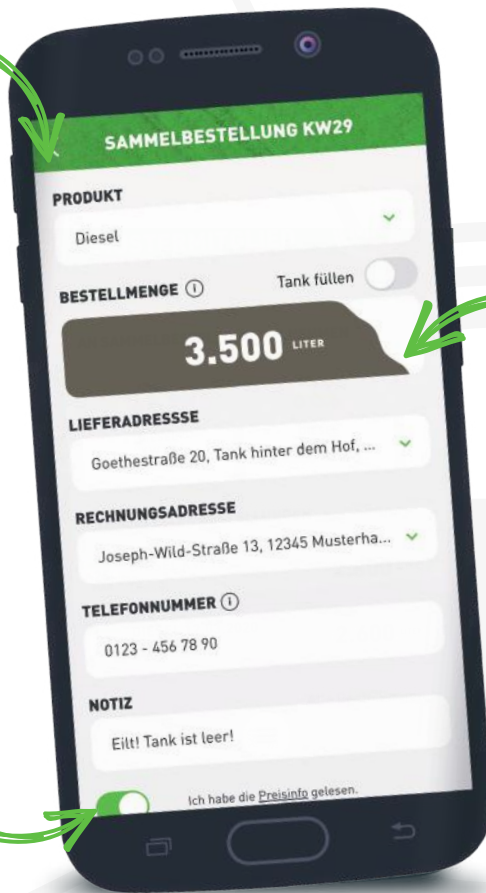 SAMMELBESTELLUNG KW29
PRODUKT
Diesel
BESTELLMENGE
Tank füllen
3.500 LITER
LIEFERADRESSSE
Goethestraße 20, Tank hinter dem Hof, ...
RECHNUNGSADRESSE
Joseph-Wild-Straße 13, 12345 Musterha...
TELEFONNUMMER
0123 - 456 78 90
NOTIZ
Eilt! Tank ist leer!
Ich habe die Preisinfo gelesen.